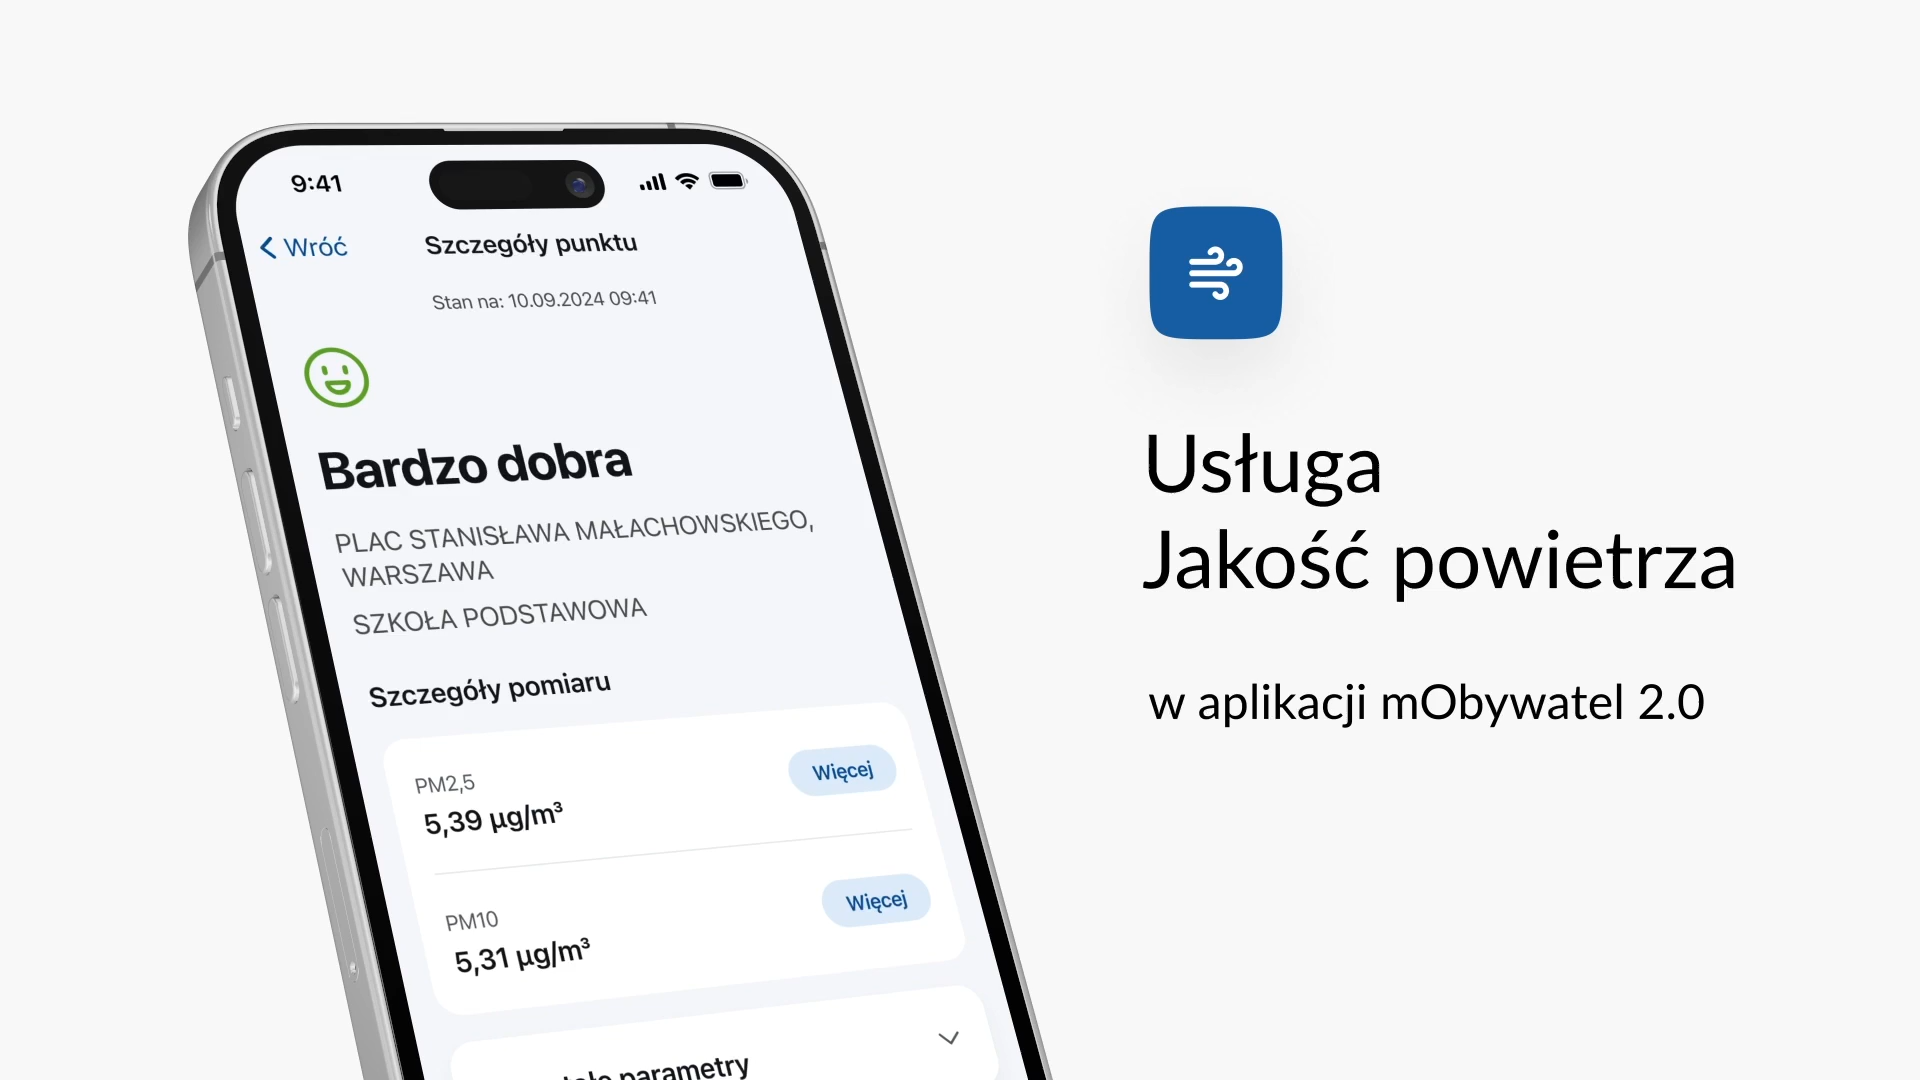 9:41
Wróć
Szczegóły punktu
Stan na: 10.09.2024 09:41
Bardzo dobra
PLAC STANISŁAWA MAŁACHOWSKIEGO,
WARSZAWA
SZKOŁA PODSTAWOWA
Szczegóły pomiaru
PM2,5
5,39 µg/m³
Więcej
PM10
5,31 µg/m³
Więcej
parametry
Usługa
Jakość powietrza
w aplikacji mObywatel 2.0